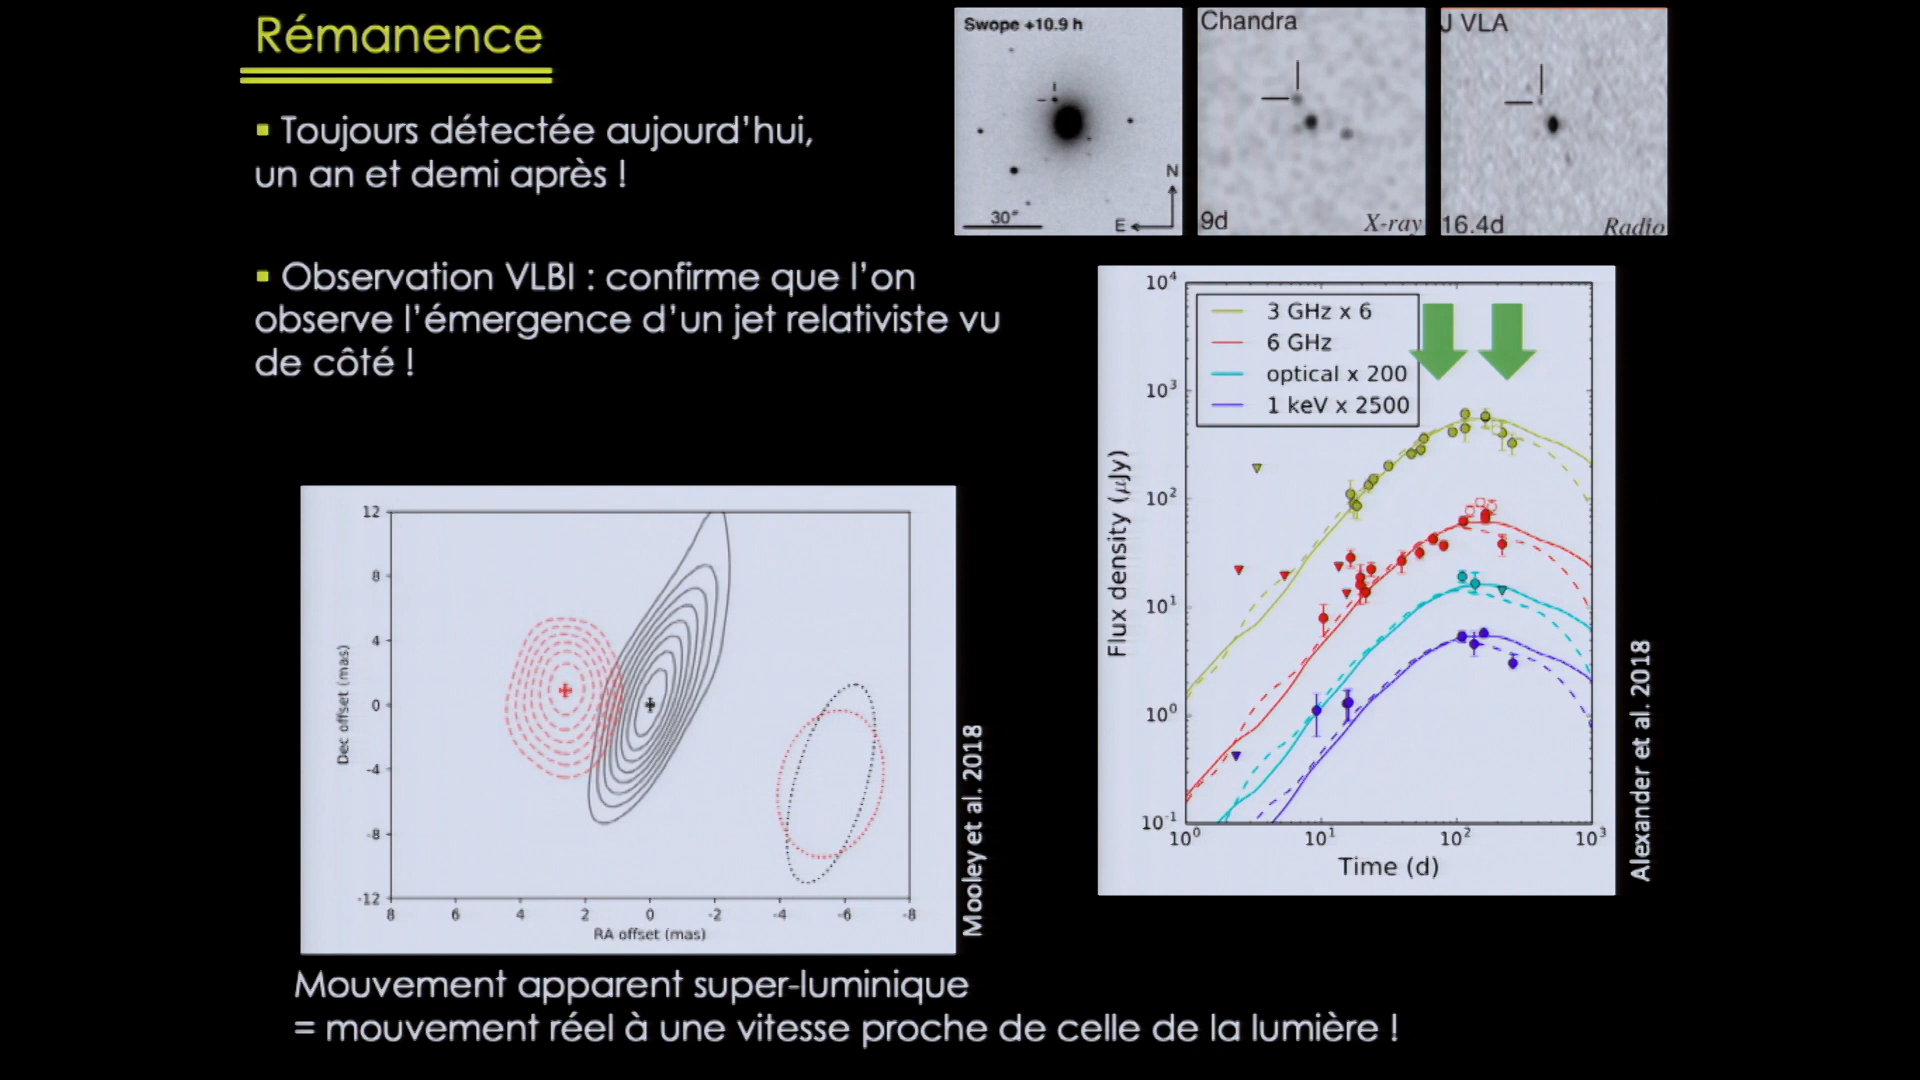 Rémanence
Toujours détectée aujourd'hui,
un an et demi après !
Observation VLBI : confirme que l'on
observe l'émergence d'un jet relativiste vu
de côté !
Swope +10.9 h
30"
N
E
Chandra
9d
X-ray
J VLA
16.4d
Radio
12
8
4
0
-4
-8
-12
Dec offset (mas)
8 6 4 2 0 -2 -4 -6 -8
RA offset (mas)
Mooley et al. 2018
3 GHz x 6
6 GHz
optical x 200
1 keV x 2500
10^4
10^3
10^2
10^1
10^0
10^-1
Flux density (μJy)
10^0 10^1 10^2 10^3
Time (d)
Alexander et al. 2018
Mouvement apparent super-luminique
= mouvement réel à une vitesse proche de celle de la lumière !